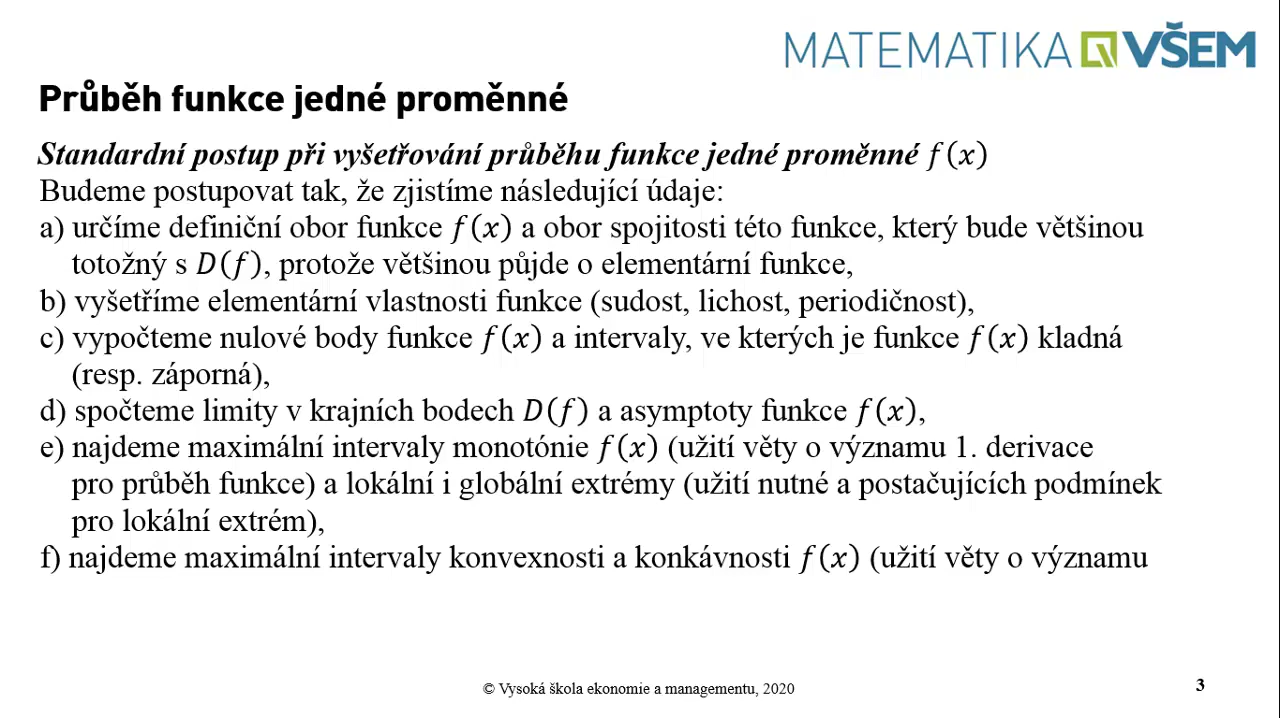 MATEMATIKA VŠEM
Průběh funkce jedné proměnné
Standardní postup při vyšetřování průběhu funkce jedné proměnné f(x)
Budeme postupovat tak, že zjistíme následující údaje:
a) určíme definiční obor funkce f(x) a obor spojitosti této funkce, který bude většinou
totožný s D(f), protože většinou půjde o elementární funkce,
b) vyšetříme elementární vlastnosti funkce (sudost, lichost, periodičnost),
c) vypočteme nulové body funkce f(x) a intervaly, ve kterých je funkce f(x) kladná
(resp. záporná),
d) spočteme limity v krajních bodech D(f) a asymptoty funkce f(x),
e) najdeme maximální intervaly monotónie f(x) (užití věty o významu 1. derivace
pro průběh funkce) a lokální i globální extrémy (užití nutné a postačujících podmínek
pro lokální extrém),
f) najdeme maximální intervaly konvexnosti a konkávnosti f(x) (užití věty o významu
© Vysoká škola ekonomie a managementu, 2020
3